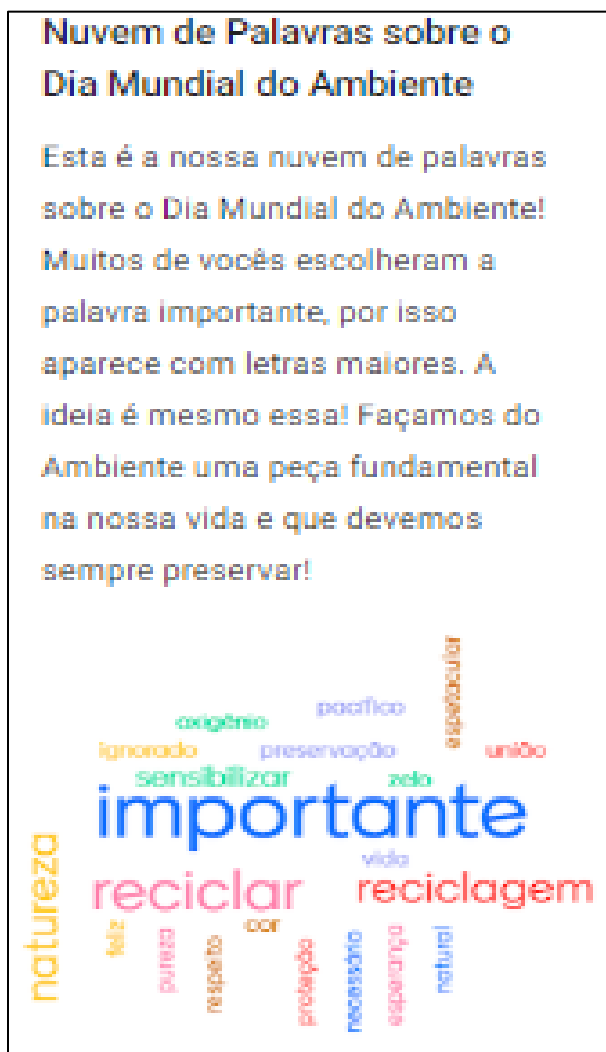 Nuvem de Palavras sobre o
Dia Mundial do Ambiente
Esta é a nossa nuvem de palavras
sobre o Dia Mundial do Ambiente!
Muitos de vocês escolheram a
palavra importante, por isso
aparece com letras maiores. A
ideia é mesmo essa! Façamos do
Ambiente uma peça fundamental
na nossa vida e que devemos
sempre preservar!
espetacular
pacífico
oxigénio
ignorado
preservação
união
sensibilizar
zelo
importante
vida
natureza
reciclar
reciclagem
feliz
pureza
respeito
cor
proteção
necessário
esperança
natural